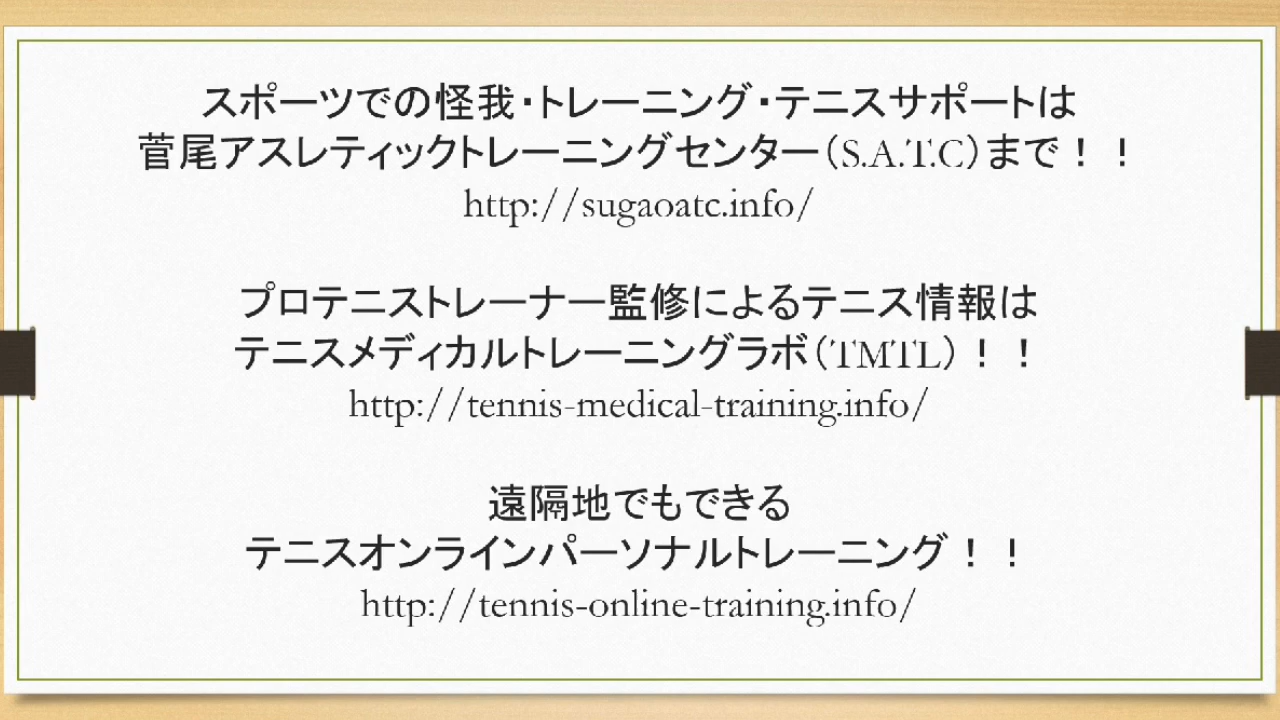 スポーツでの怪我・トレーニング・テニスサポートは
菅尾アスレティックトレーニングセンター（S.A.T.C）まで！！
http://sugaoatc.info/
プロテニストレーナー監修によるテニス情報は
テニスメディカルトレーニングラボ（TMTL）！！
http://tennis-medical-training.info/
遠隔地でもできる
テニスオンラインパーソナルトレーニング！！
http://tennis-online-training.info/